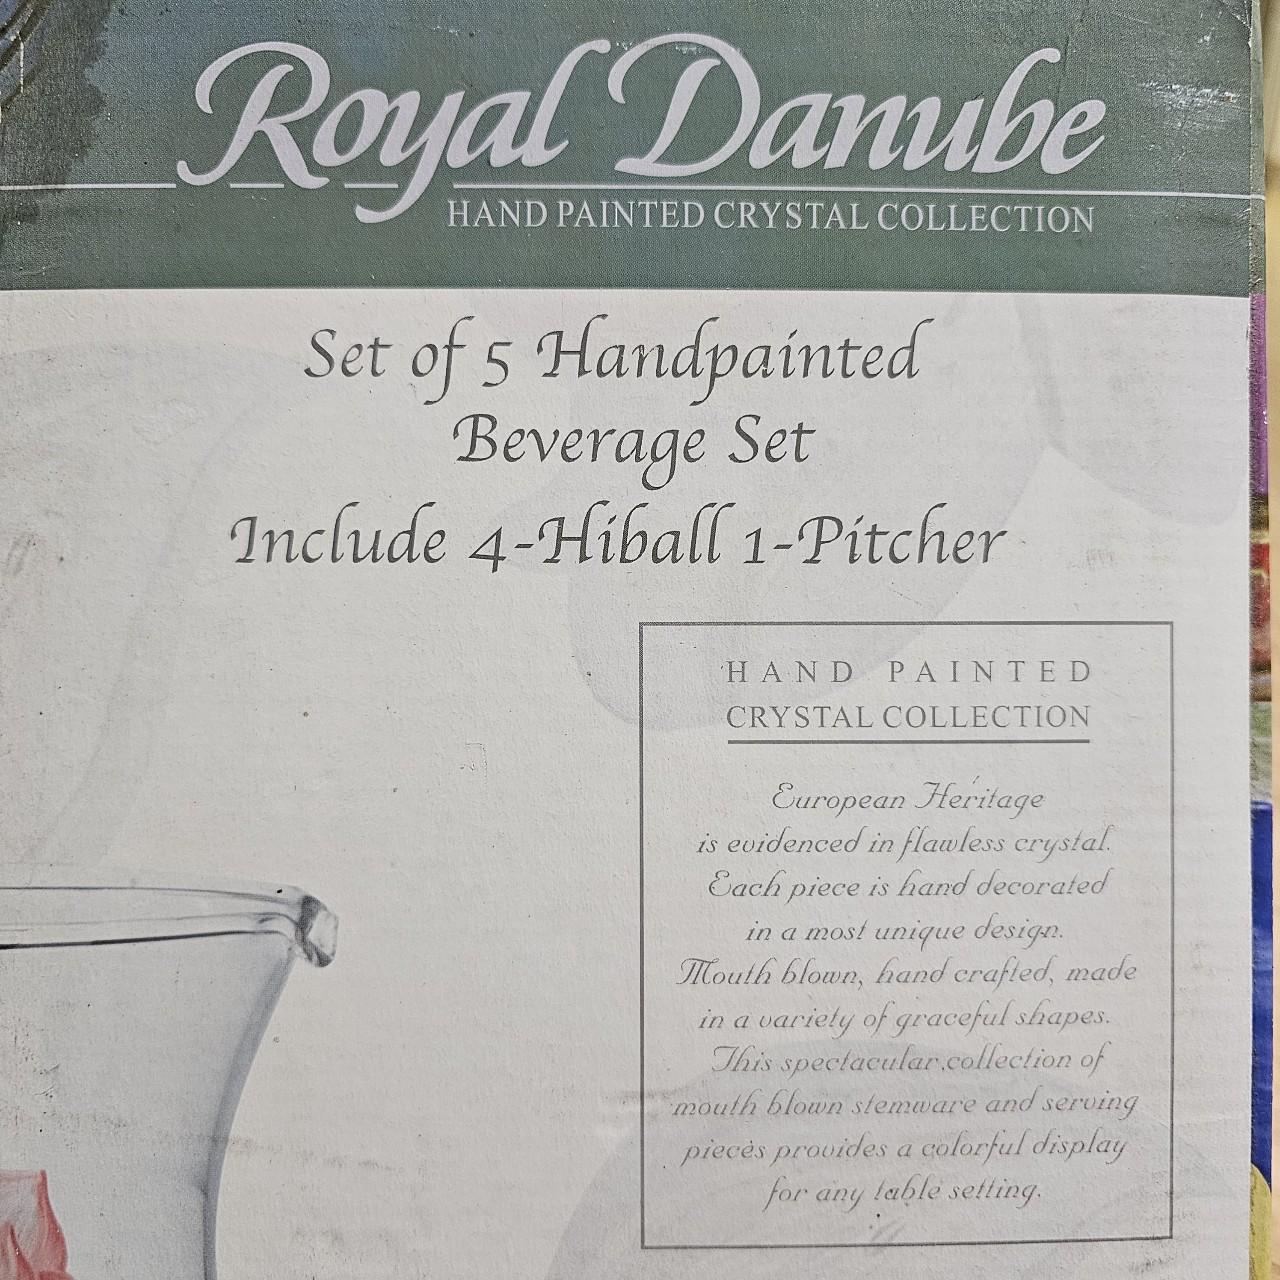 Royal Danube
HAND PAINTED CRYSTAL COLLECTION
Set of 5 Handpainted
Beverage Set
Include 4-Hiball 1-Pitcher
HAND PAINTED
CRYSTAL COLLECTION
European Heritage
is evidenced in flawless crystal.
Each piece is hand decorated
in a most unique design.
Mouth blown, hand crafted, made
in a variety of graceful shapes.
This spectacular collection of
mouth blown stemware and serving
pieces provides a colorful display
for any table setting.